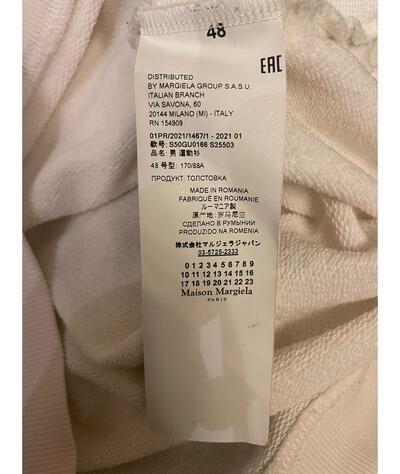 48
EAC
DISTRIBUTED
BY MARGIELA GROUP S.A.S.U.
ITALIAN BRANCH
VIA SAVONA, 60
20144 MILANO (MI) - ITALY
RN 154909
01PR/2021/1467/1 - 2021 01
款号: S50GU0166 S25503
品名: 男 運動衫
48 号型: 170/88A
ПРОДУКТ: ТОЛСТОВКА
MADE IN ROMANIA
FABRIQUÉ EN ROUMANIE
ルーマニア製
原产地: 罗马尼亚
СДЕЛАНО В РУМЫНИИ
PRODUZIDO NA ROMENIA
株式会社マルジェラジャパン
03-5725-2333
0 1 2 3 4 5 6 7 8 9
10 11 12 13 14 15 16
17 18 19 20 21 22 23
Maison Margiela
PARIS